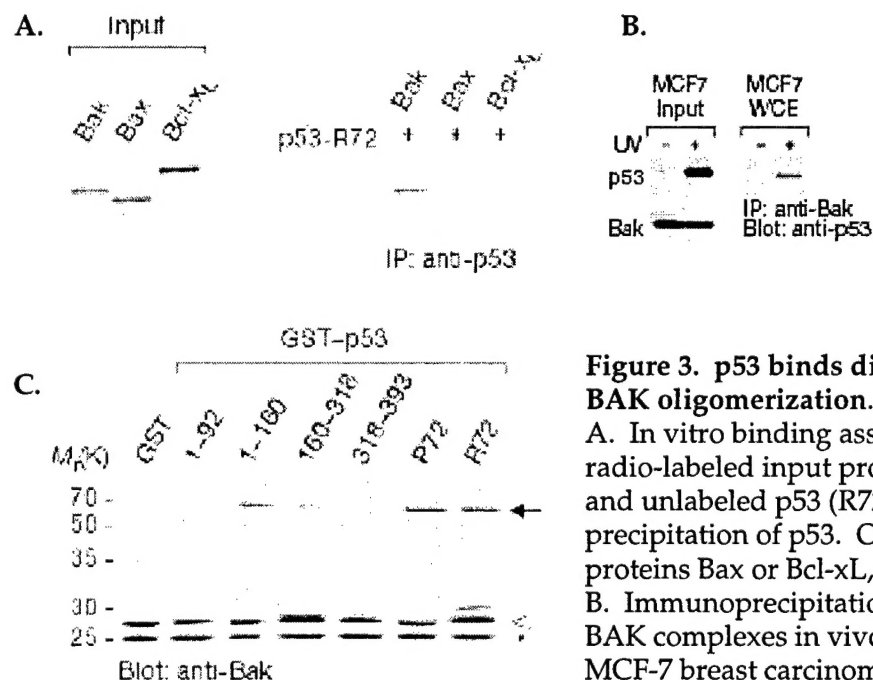 A.
Input
Bak Bax Bcl-xL
Bak Bax Bcl-xL
p53-R72 + + +
IP: anti-p53
B.
MCF7 MCF7
Input WCE
UV - + - +
p53
Bak
IP: anti-Bak
Blot: anti-p53
C.
GST-p53
Mr(K) GST 1-92 1-160 160-318 318-393 P72 R72
70 -
50 -
35 -
30 -
25 -
Blot: anti-Bak
Figure 3. p53 binds di
BAK oligomerization.
A. In vitro binding ass
radio-labeled input pro
and unlabeled p53 (R72
precipitation of p53. C
proteins Bax or Bcl-xL,
B. Immunoprecipitatio
BAK complexes in vivo
MCF-7 breast carcinom